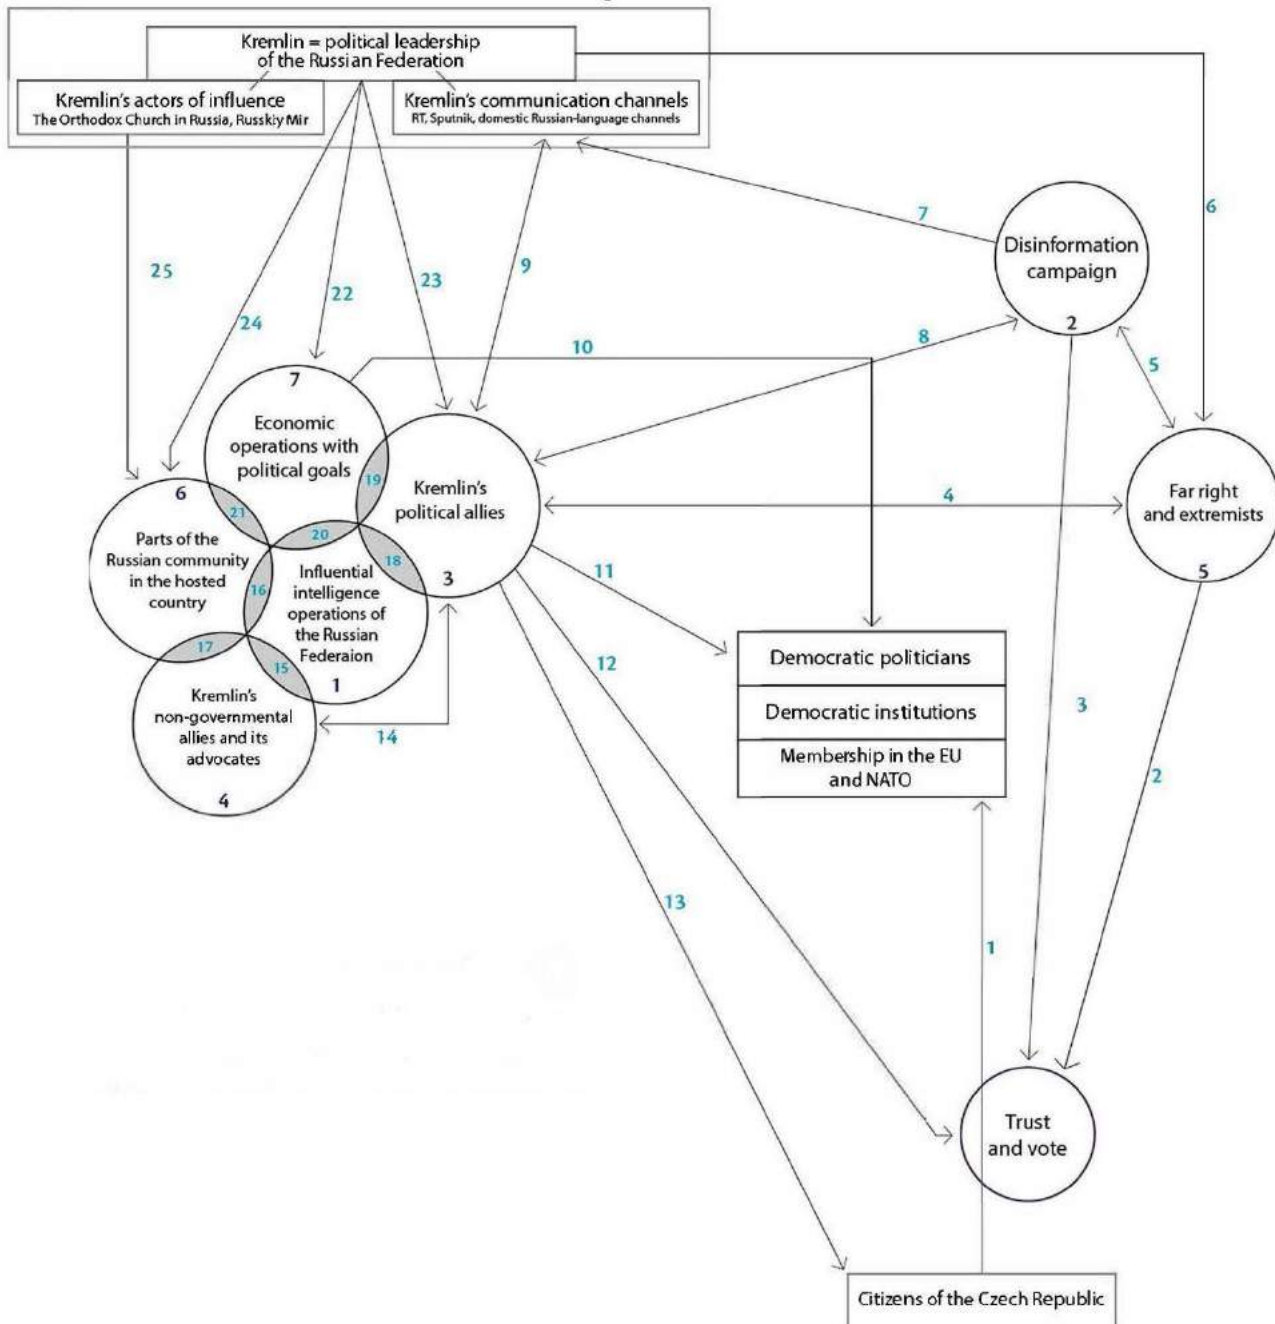 Kremlin = political leadership
of the Russian Federation
Kremlin's actors of influence
The Orthodox Church in Russia, Russkiy Mir
Kremlin's communication channels
RT, Sputnik, domestic Russian-language channels
7
6
Disinformation
campaign
2
25
9
23
22
24
8
10
5
7
Economic
operations with
political goals
19
Kremlin's
political allies
3
4
Far right
and extremists
5
6
21
20
18
Parts of the
Russian community
in the hosted
country
16
Influential
intelligence
operations of
the Russian
Federaion
1
11
17
15
Kremlin's
non-governmental
allies and its
advocates
4
14
12
Democratic politicians
Democratic institutions
Membership in the EU
and NATO
3
2
13
1
Trust
and vote
Citizens of the Czech Republic